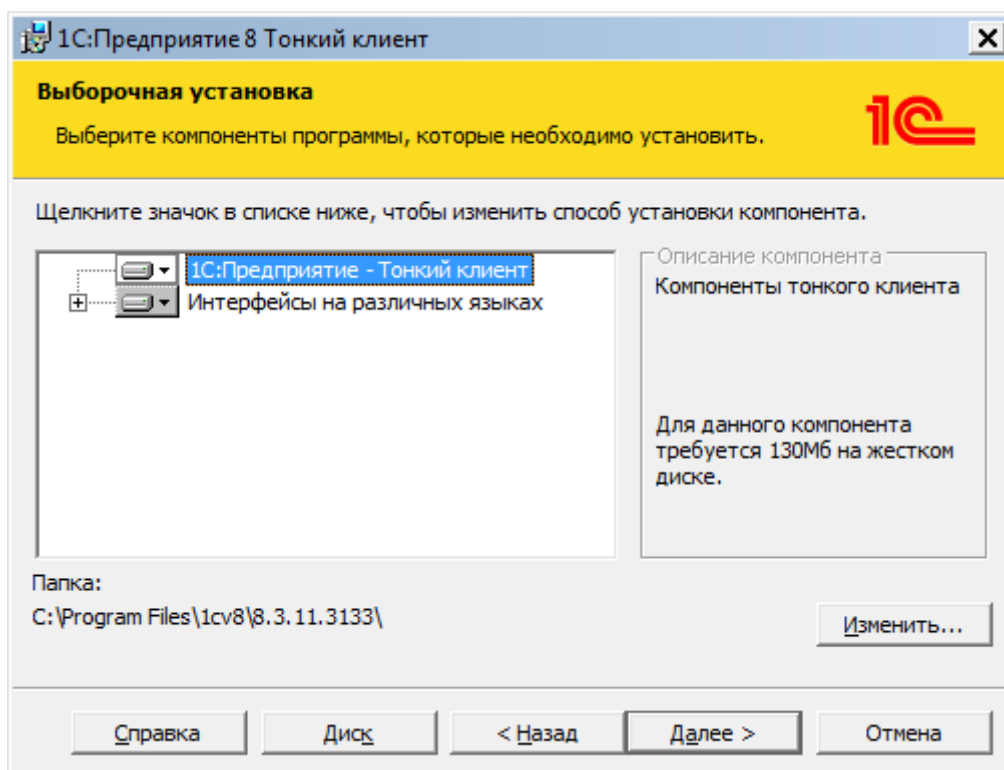 1С:Предприятие 8 Тонкий клиент
Выборочная установка
Выберите компоненты программы, которые необходимо установить.
1С
Щелкните значок в списке ниже, чтобы изменить способ установки компонента.
1С:Предприятие - Тонкий клиент
Интерфейсы на различных языках
Описание компонента
Компоненты тонкого клиента
Для данного компонента
требуется 130Мб на жестком
диске.
Папка:
C:\Program Files\1cv8\8.3.11.3133\
Изменить...
Справка
Диск
< Назад
Далее >
Отмена